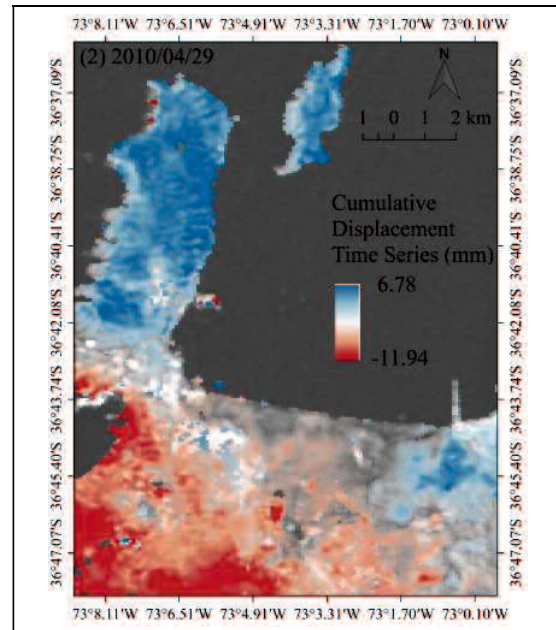 73°8.11'W 73°6.51'W 73°4.91'W 73°3.31'W 73°1.70'W 73°0.10'W
(2) 2010/04/29
N
1 0 1 2 km
36°37.09'S 36°37.09'S
36°38.75'S 36°38.75'S
Cumulative
Displacement
Time Series (mm)
36°40.41'S 36°40.41'S
6.78
36°42.08'S 36°42.08'S
-11.94
36°43.74'S 36°43.74'S
36°45.40'S 36°45.40'S
36°47.07'S 36°47.07'S
73°8.11'W 73°6.51'W 73°4.91'W 73°3.31'W 73°1.70'W 73°0.10'W